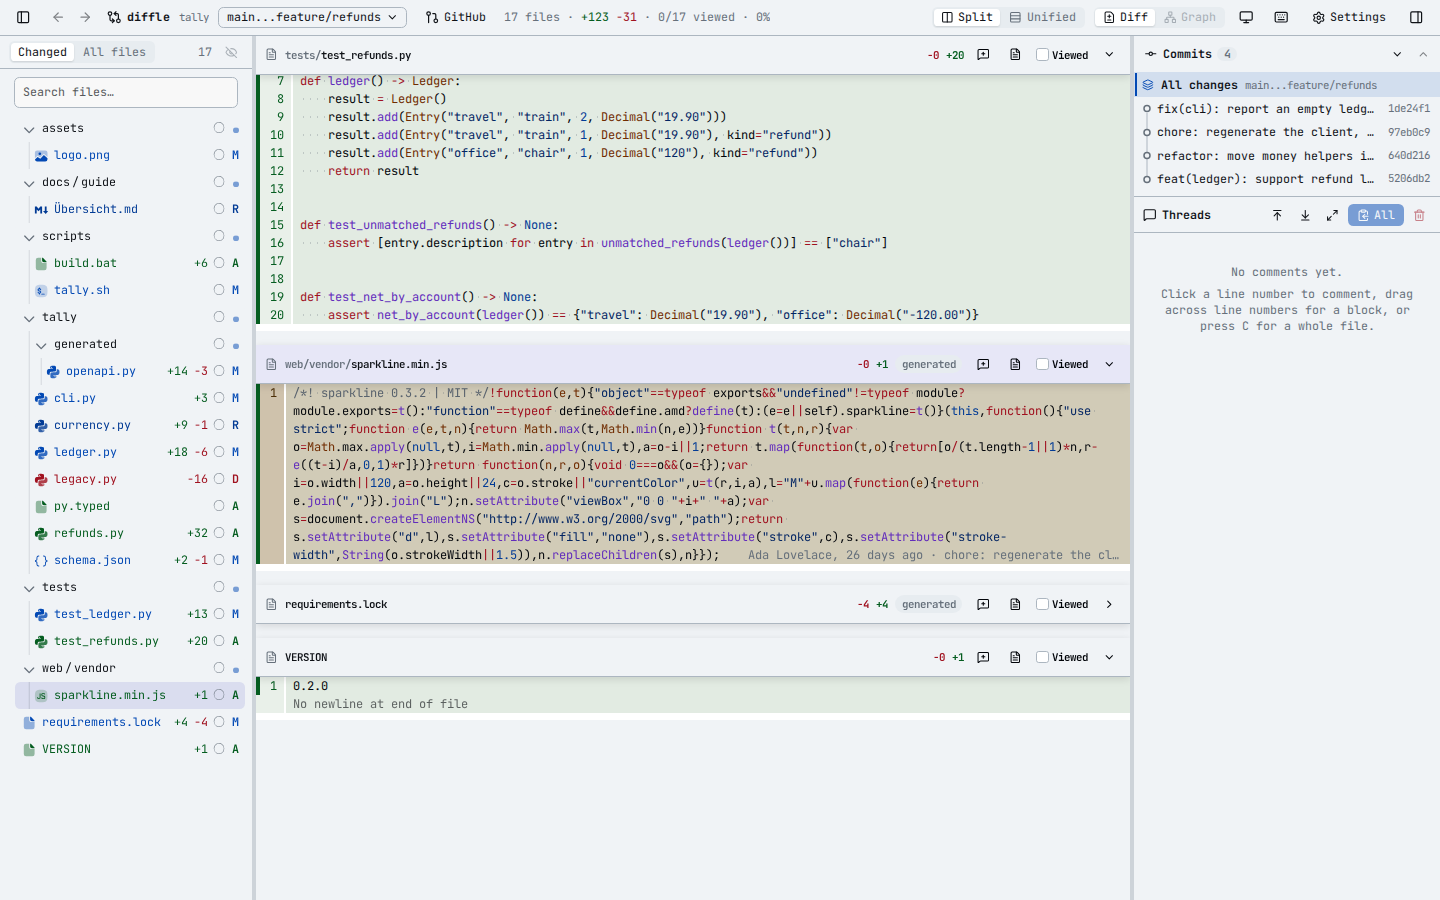 diffle tally main...feature/refunds GitHub 17 files · +123 -31 · 0/17 viewed · 0% Split Unified Diff Graph Settings
Changed All files 17
Search files…
assets
logo.png M
docs/guide
Übersicht.md R
scripts
build.bat +6 A
tally.sh M
tally
generated
openapi.py +14 -3 M
cli.py +3 M
currency.py +9 -1 R
ledger.py +18 -6 M
legacy.py -16 D
py.typed A
refunds.py +32 A
schema.json +2 -1 M
tests
test_ledger.py +13 M
test_refunds.py +20 A
web/vendor
sparkline.min.js +1 A
requirements.lock +4 -4 M
VERSION +1 A
tests/test_refunds.py -0 +20 Viewed
7 def ledger() -> Ledger:
8 ····result = Ledger()
9 ····result.add(Entry("travel", "train", 2, Decimal("19.90")))
10 ····result.add(Entry("travel", "train", 1, Decimal("19.90"), kind="refund"))
11 ····result.add(Entry("office", "chair", 1, Decimal("120"), kind="refund"))
12 ····return result
13
14
15 def test_unmatched_refunds() -> None:
16 ····assert [entry.description for entry in unmatched_refunds(ledger())] == ["chair"]
17
18
19 def test_net_by_account() -> None:
20 ····assert net_by_account(ledger()) == {"travel": Decimal("19.90"), "office": Decimal("-120.00")}
web/vendor/sparkline.min.js -0 +1 generated Viewed
1 /*! sparkline 0.3.2 | MIT */!function(e,t){"object"==typeof exports&&"undefined"!=typeof module?
module.exports=t():"function"==typeof define&&define.amd?define(t):(e=e||self).sparkline=t()}(this,function(){"use
strict";function e(e,t,n){return Math.max(t,Math.min(n,e))}function t(t,n,r){var
o=Math.max.apply(null,t),i=Math.min.apply(null,t),a=o-i||1;return t.map(function(t,o){return[o/(t.length-1||1)*n,r-
e((t-i)/a,0,1)*r]})}return function(n,r,o){void 0===o&&(o={});var
i=o.width||120,a=o.height||24,c=o.stroke||"currentColor",u=t(r,i,a),l="M"+u.map(function(e){return
e.join(",")}).join("L");n.setAttribute("viewBox","0 0 "+i+" "+a);var
s=document.createElementNS("http://www.w3.org/2000/svg","path");return
s.setAttribute("d",l),s.setAttribute("fill","none"),s.setAttribute("stroke",c),s.setAttribute("stroke-
width",String(o.strokeWidth||1.5)),n.replaceChildren(s),n}}); Ada Lovelace, 26 days ago · chore: regenerate the cl…
requirements.lock -4 +4 generated Viewed
VERSION -0 +1 Viewed
1 0.2.0
No newline at end of file
Commits 4
All changes main...feature/refunds
fix(cli): report an empty ledg… 1de24f1
chore: regenerate the client, … 97eb0c9
refactor: move money helpers i… 640d216
feat(ledger): support refund l… 5206db2
Threads All
No comments yet.
Click a line number to comment, drag
across line numbers for a block, or
press C for a whole file.